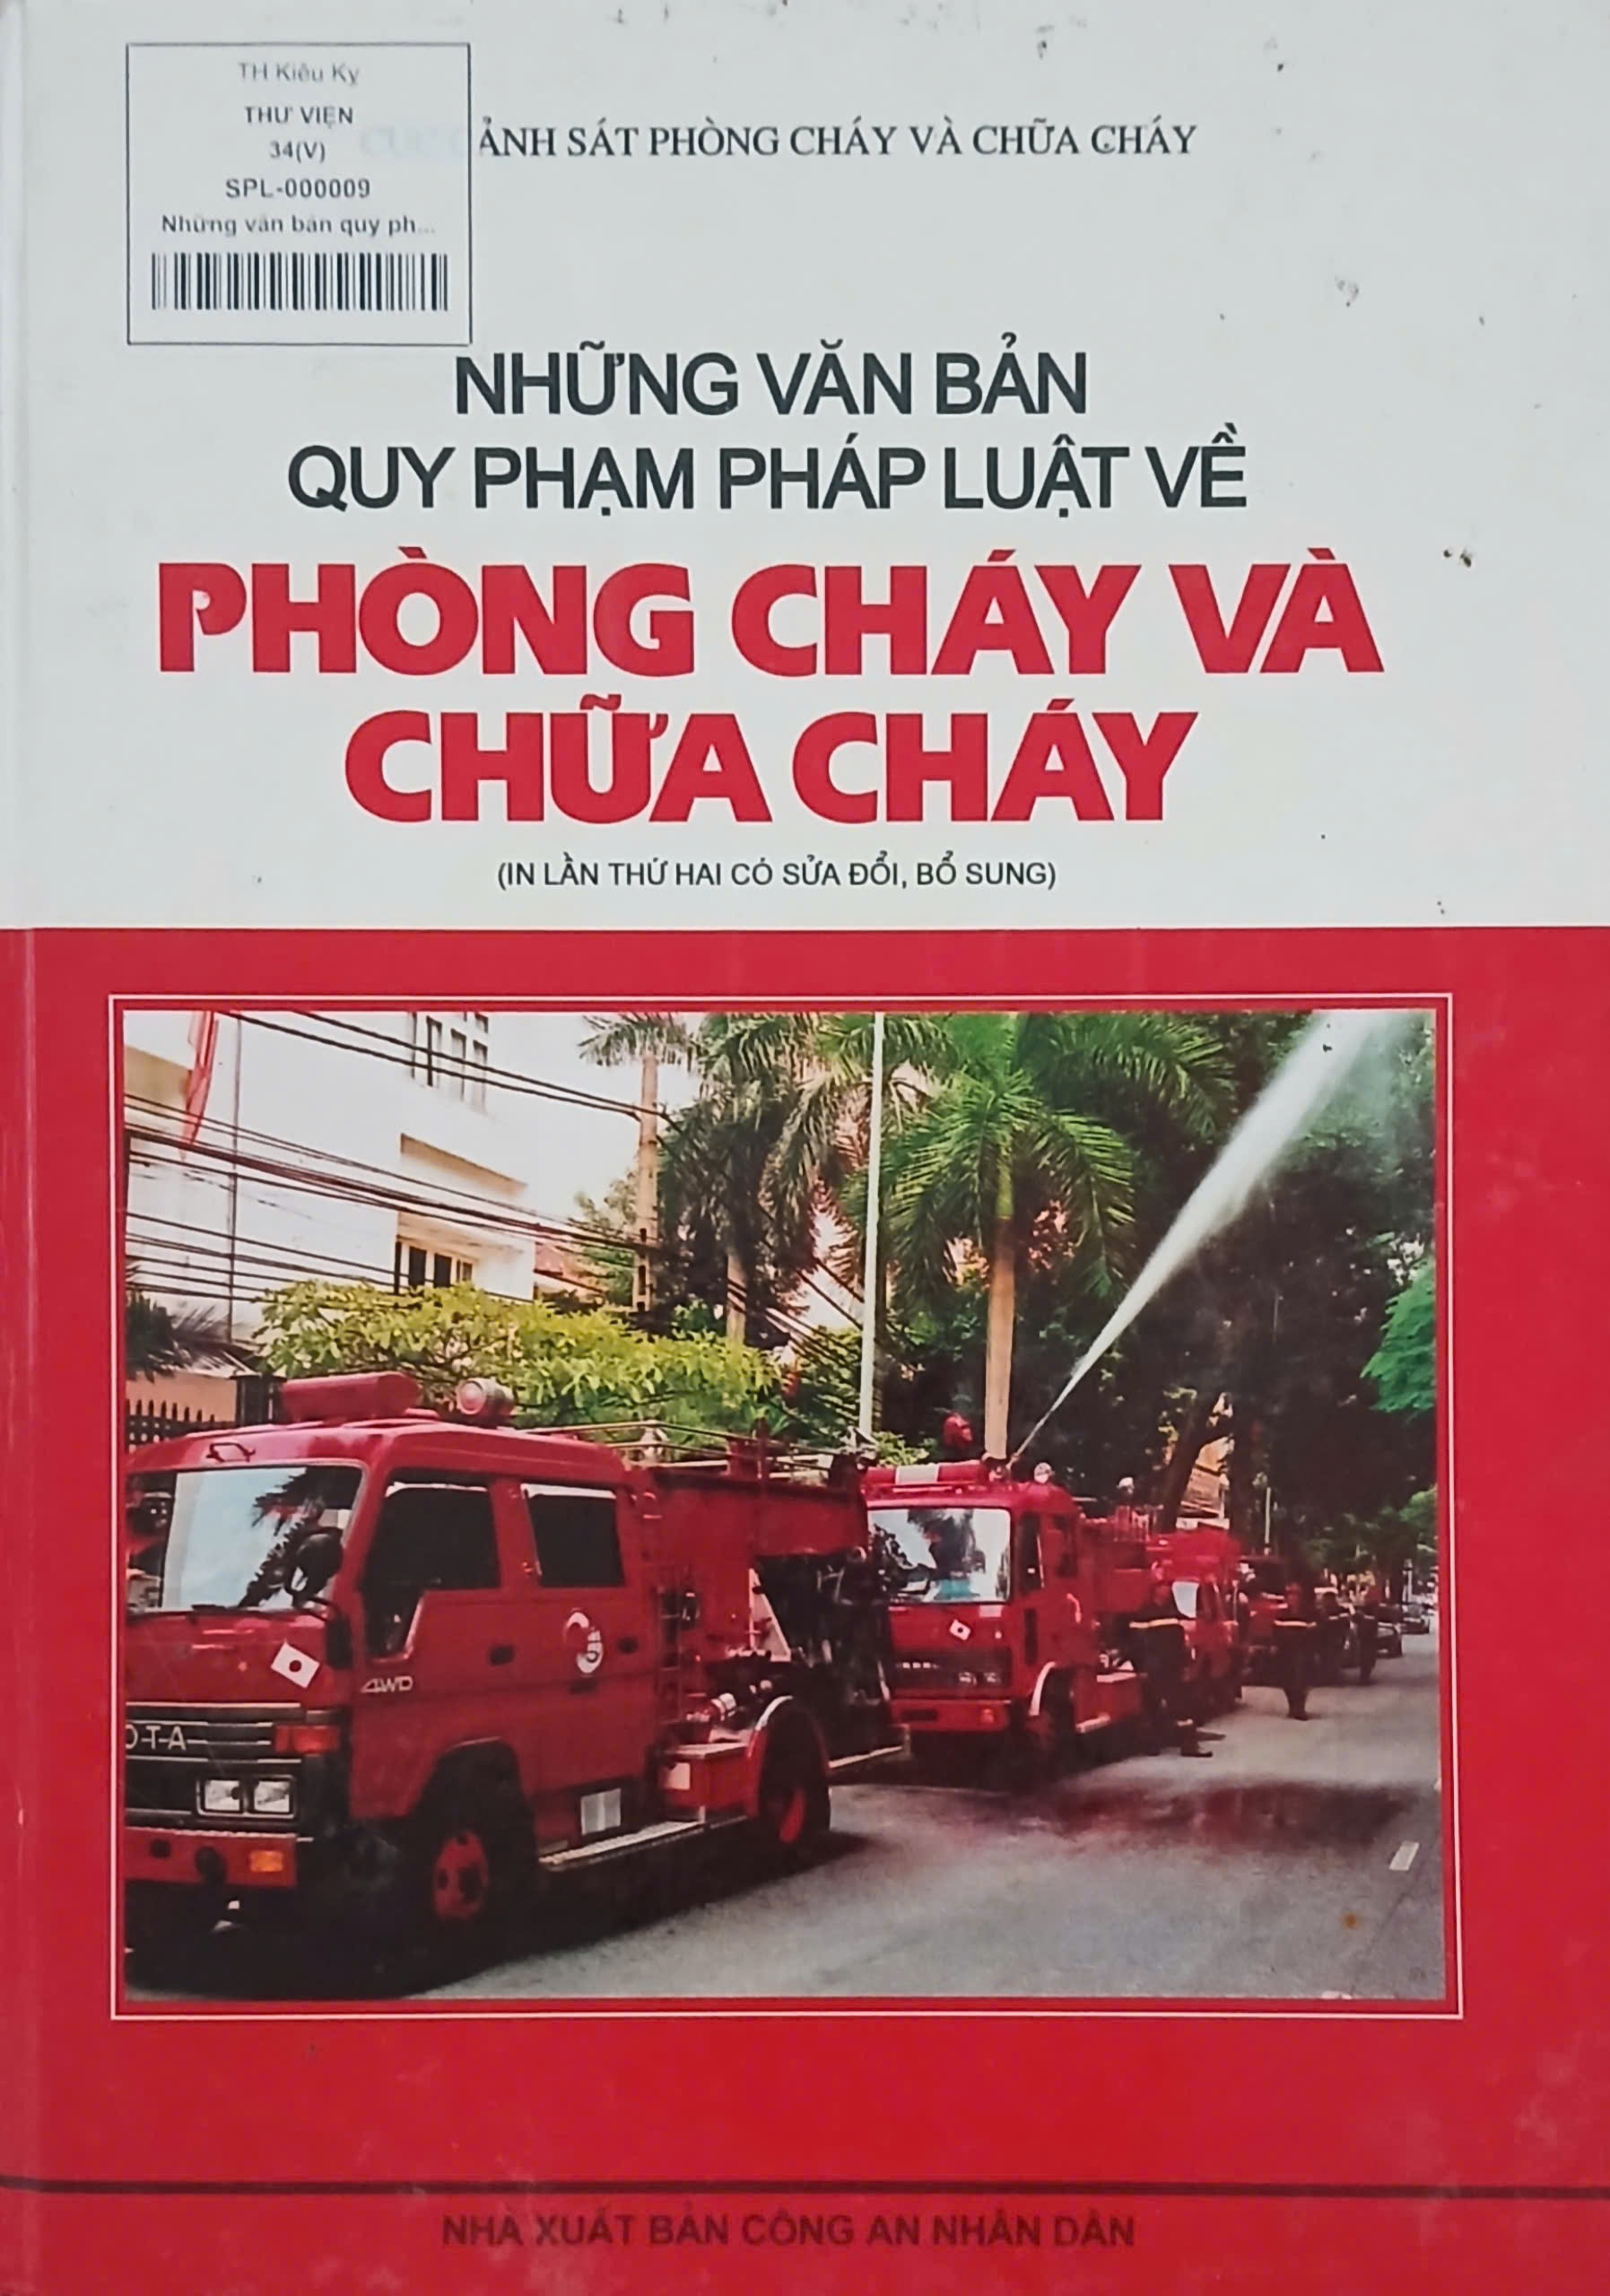 TH Kiêu Kỵ
THƯ VIỆN
34(V)
SPL-000009
Những văn bản quy ph...
ẢNH SÁT PHÒNG CHÁY VÀ CHỮA CHÁY
NHỮNG VĂN BẢN
QUY PHẠM PHÁP LUẬT VỀ
PHÒNG CHÁY VÀ
CHỮA CHÁY
(IN LẦN THỨ HAI CÓ SỬA ĐỔI, BỔ SUNG)
4WD
O-T-A
NHÀ XUẤT BẢN CÔNG AN NHÂN DÂN